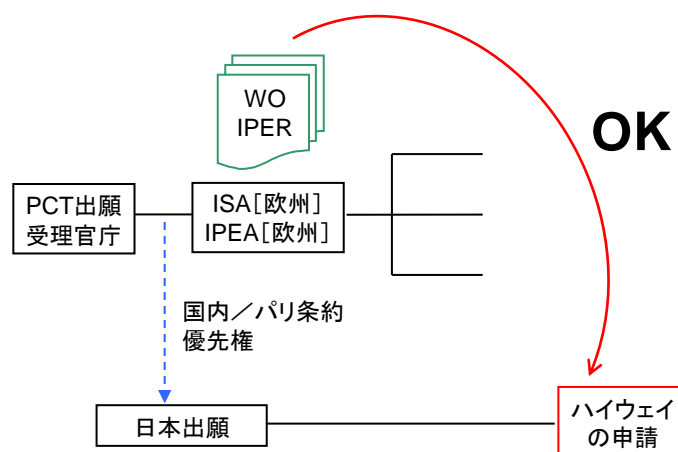 WO
IPER
OK
PCT出願
受理官庁
ISA[欧州]
IPEA[欧州]
国内／パリ条約
優先権
日本出願
ハイウェイ
の申請